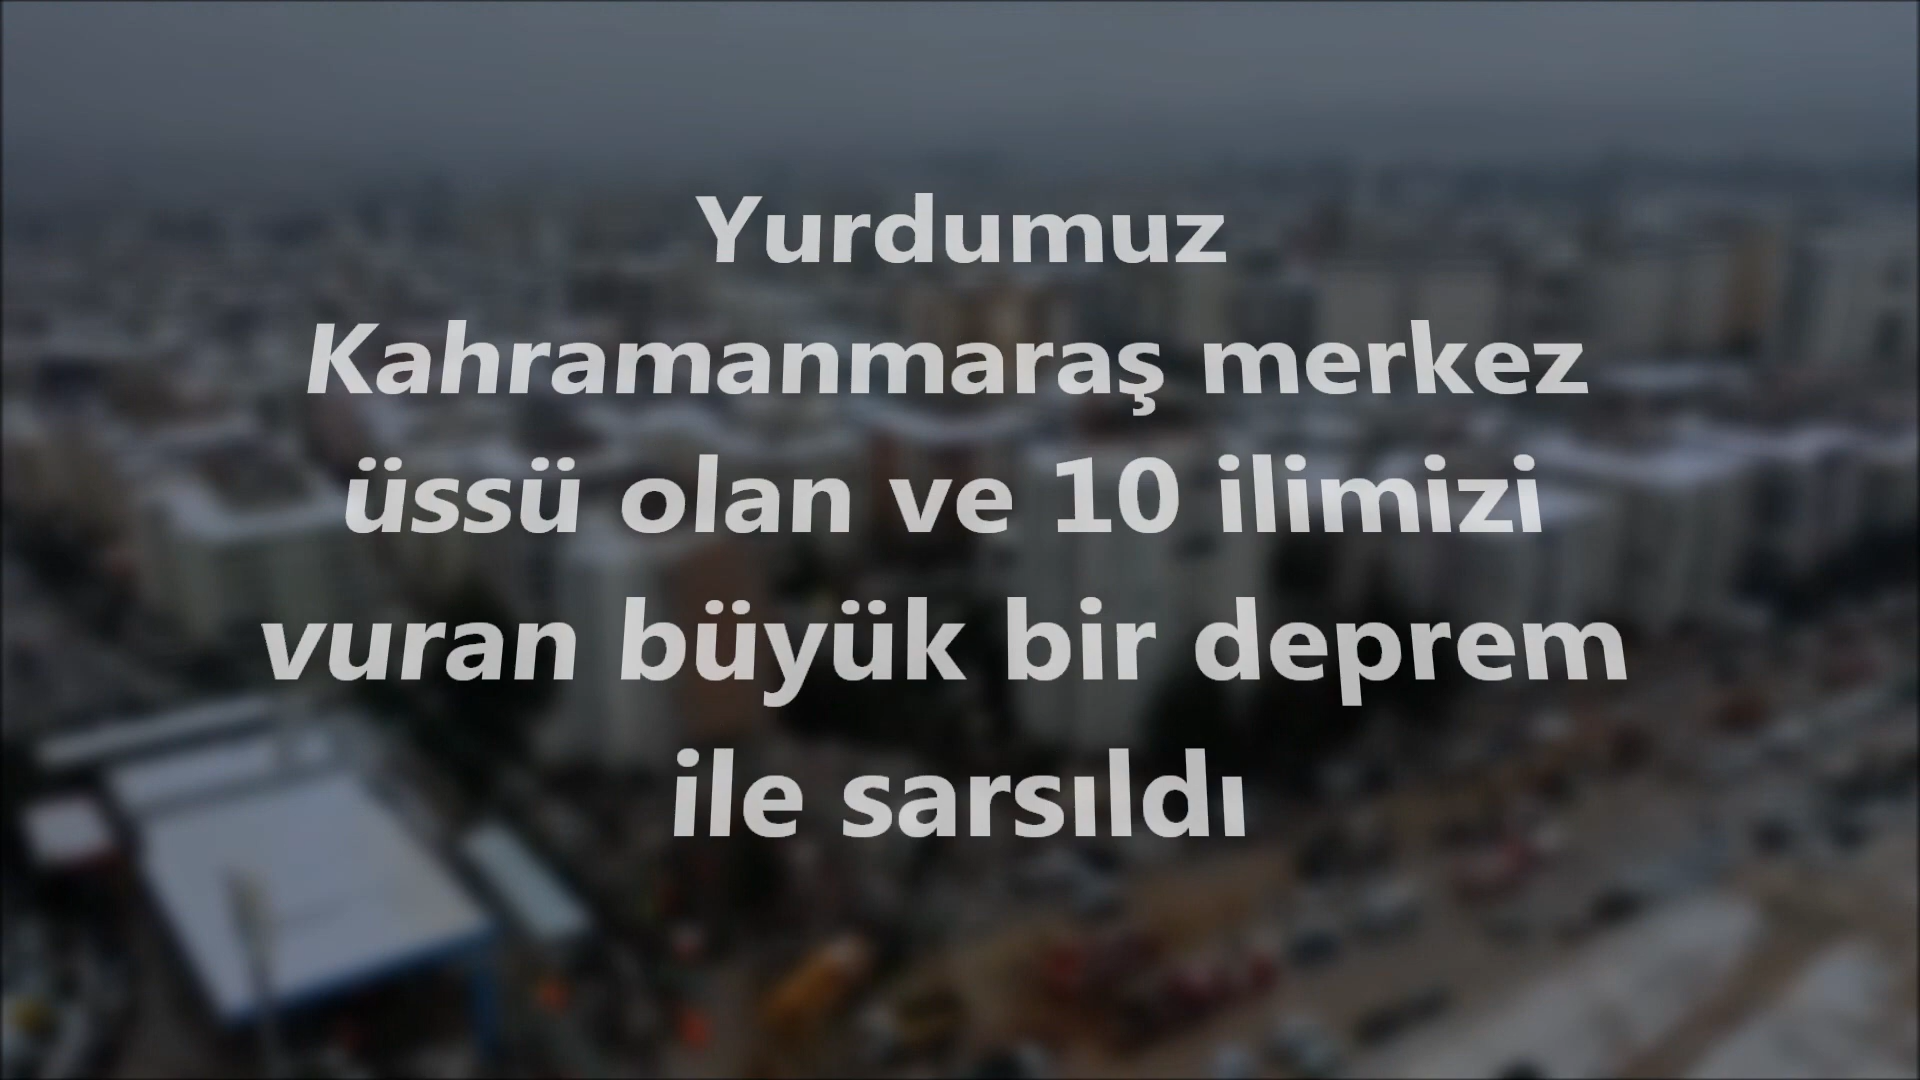 Yurdumuz
Kahramanmaraş merkez
üssü olan ve 10 ilimizi
vuran büyük bir deprem
ile sarsıldı